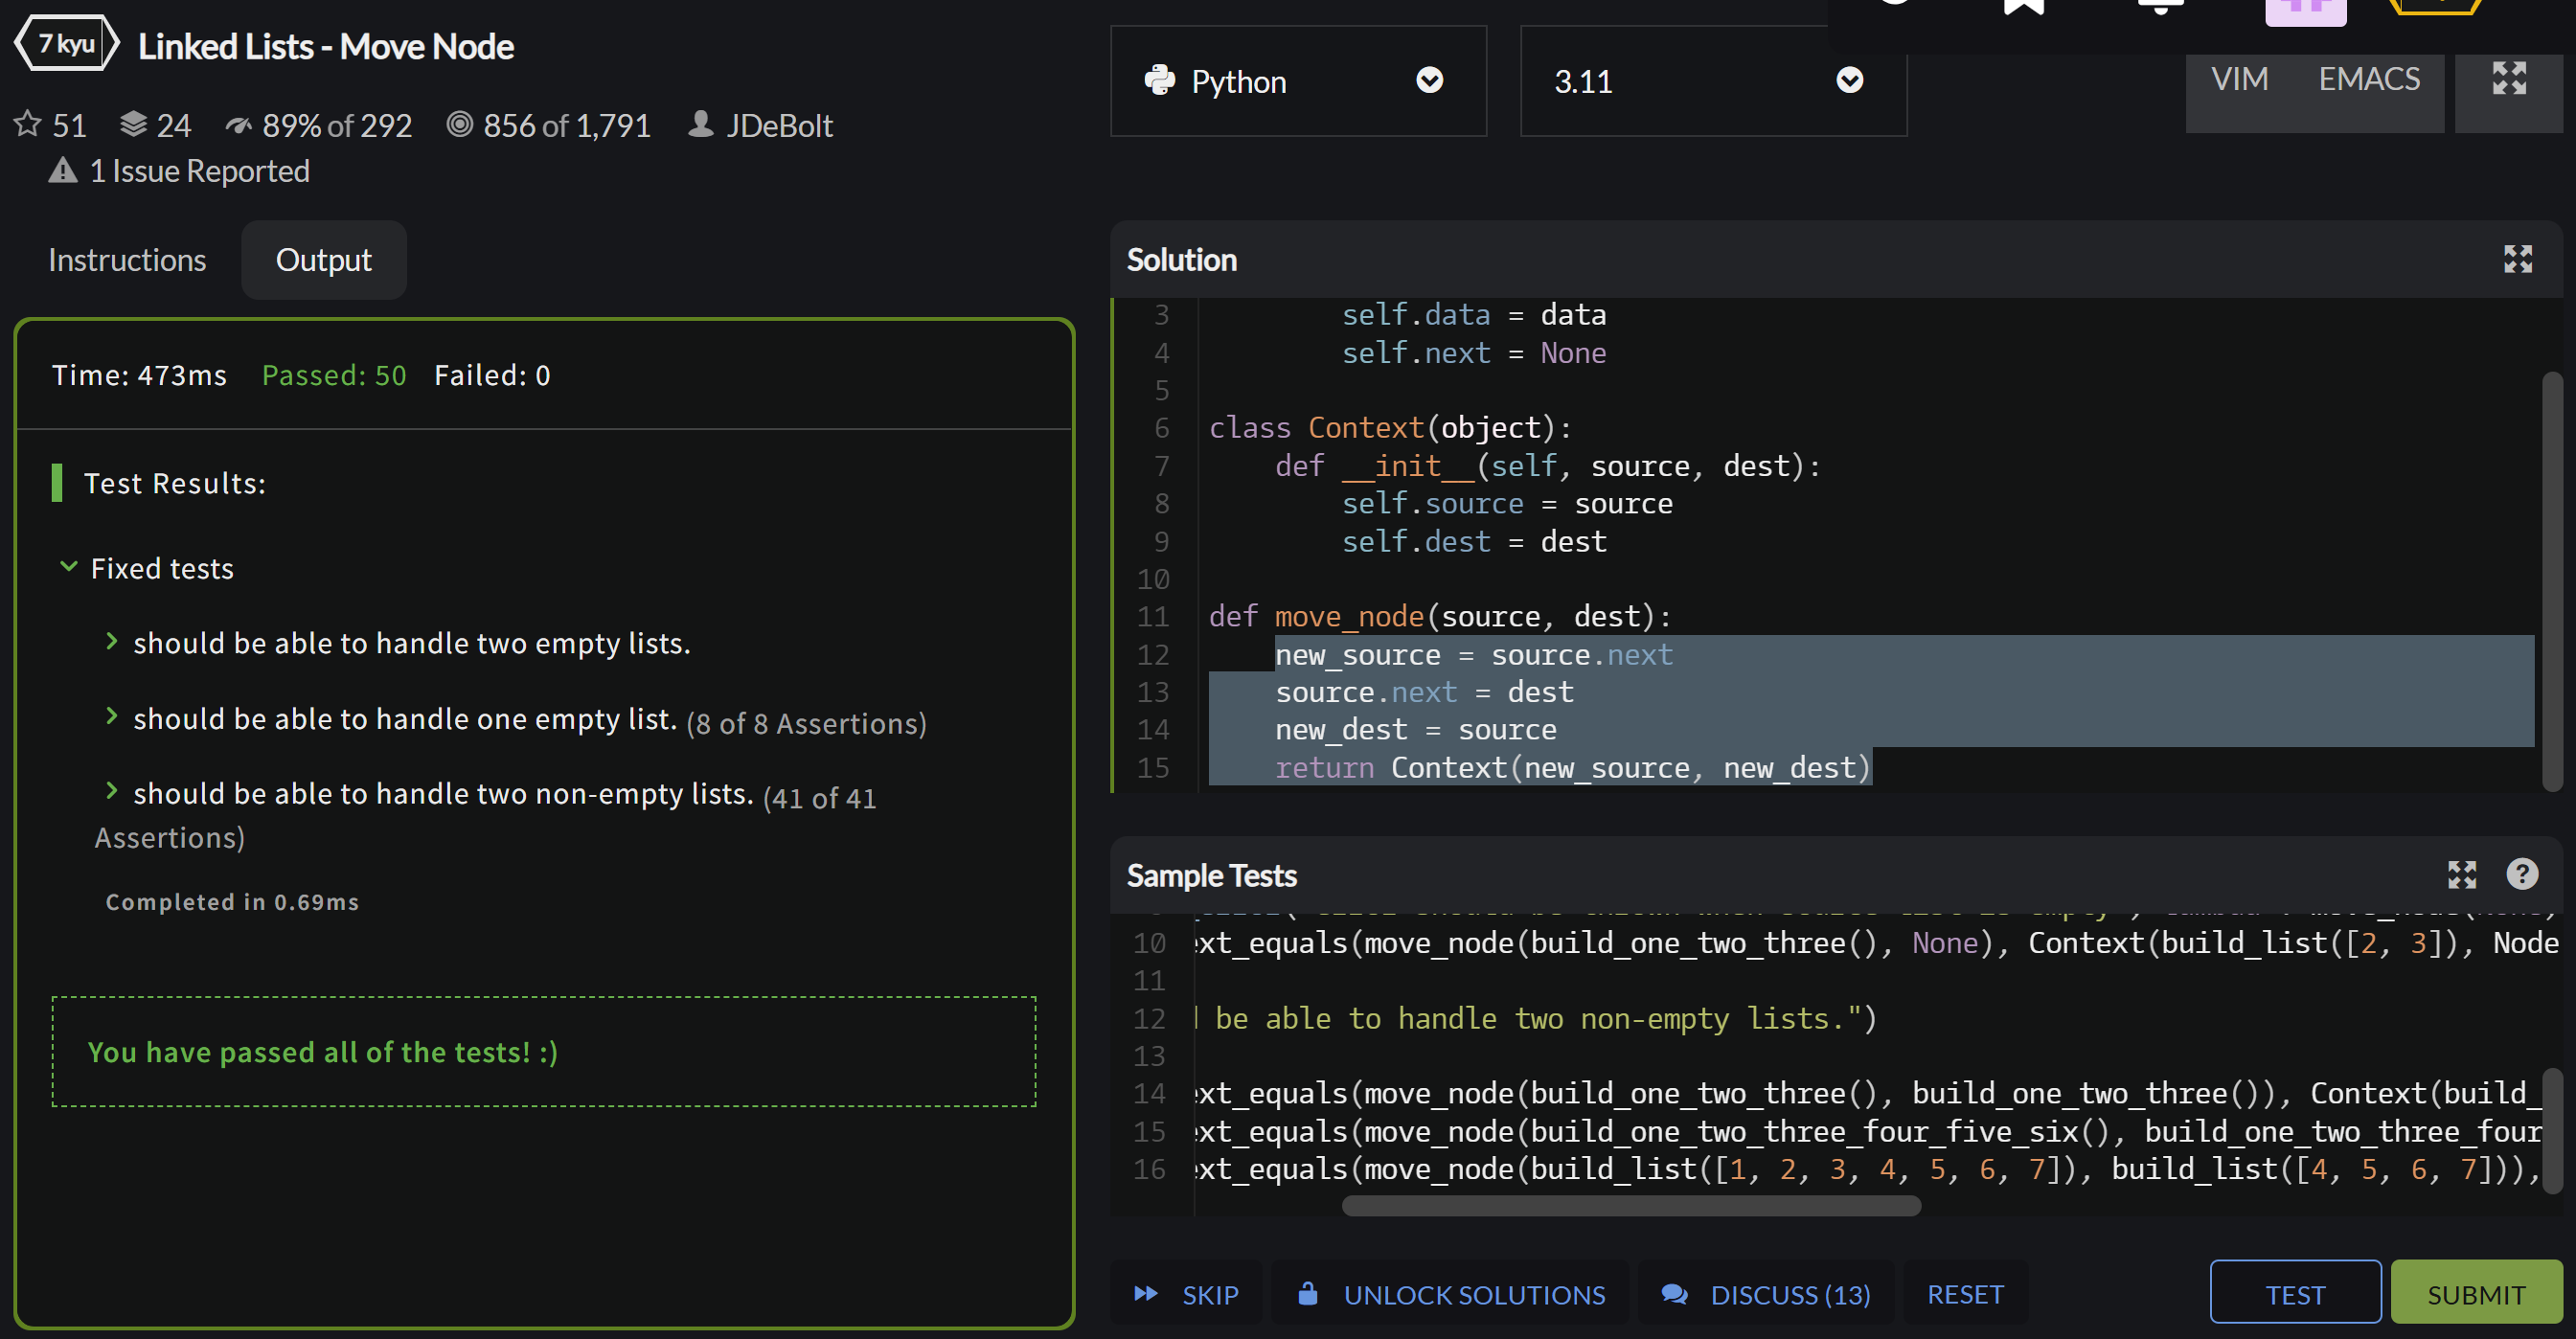 7 kyu
Linked Lists - Move Node
51 24 89% of 292 856 of 1,791 JDeBolt
1 Issue Reported
Instructions Output
Time: 473ms Passed: 50 Failed: 0
Test Results:
Fixed tests
should be able to handle two empty lists.
should be able to handle one empty list. (8 of 8 Assertions)
should be able to handle two non-empty lists. (41 of 41
Assertions)
Completed in 0.69ms
You have passed all of the tests! :)
Python 3.11 VIM EMACS
Solution
3 self.data = data
4 self.next = None
5
6 class Context(object):
7 def __init__(self, source, dest):
8 self.source = source
9 self.dest = dest
10
11 def move_node(source, dest):
12 new_source = source.next
13 source.next = dest
14 new_dest = source
15 return Context(new_source, new_dest)
Sample Tests
10 ext_equals(move_node(build_one_two_three(), None), Context(build_list([2, 3]), Node
11
12 be able to handle two non-empty lists.")
13
14 ext_equals(move_node(build_one_two_three(), build_one_two_three()), Context(build_
15 ext_equals(move_node(build_one_two_three_four_five_six(), build_one_two_three_four
16 ext_equals(move_node(build_list([1, 2, 3, 4, 5, 6, 7]), build_list([4, 5, 6, 7])),
SKIP UNLOCK SOLUTIONS DISCUSS (13) RESET TEST SUBMIT